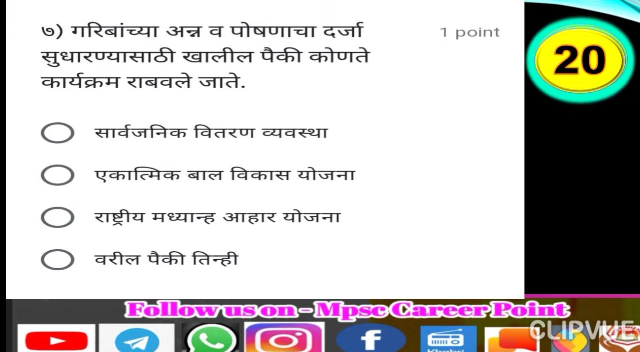 ७) गरिबांच्या अन्न व पोषणाचा दर्जा
1 point
सुधारण्यासाठी खालील पैकी कोणते
कार्यक्रम राबवले जाते.
20
सार्वजनिक वितरण व्यवस्था
एकात्मिक बाल विकास योजना
राष्ट्रीय मध्यान्ह आहार योजना
वरील पैकी तिन्ही
Follow us on - Mpsc Career Point
CLIPVUE